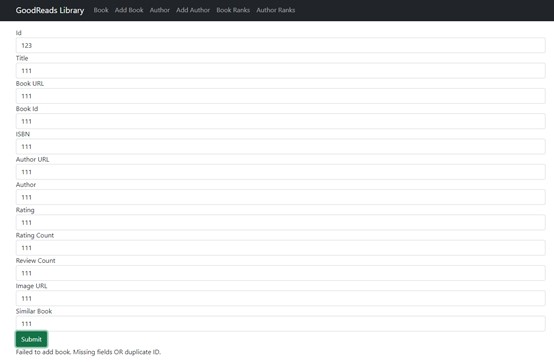 GoodReads Library Book Add Book Author Add Author Book Ranks Author Ranks
Id
123
Title
111
Book URL
111
Book Id
111
ISBN
111
Author URL
111
Author
111
Rating
111
Rating Count
111
Review Count
111
Image URL
111
Similar Book
111
Submit
Failed to add book. Missing fields OR duplicate ID.